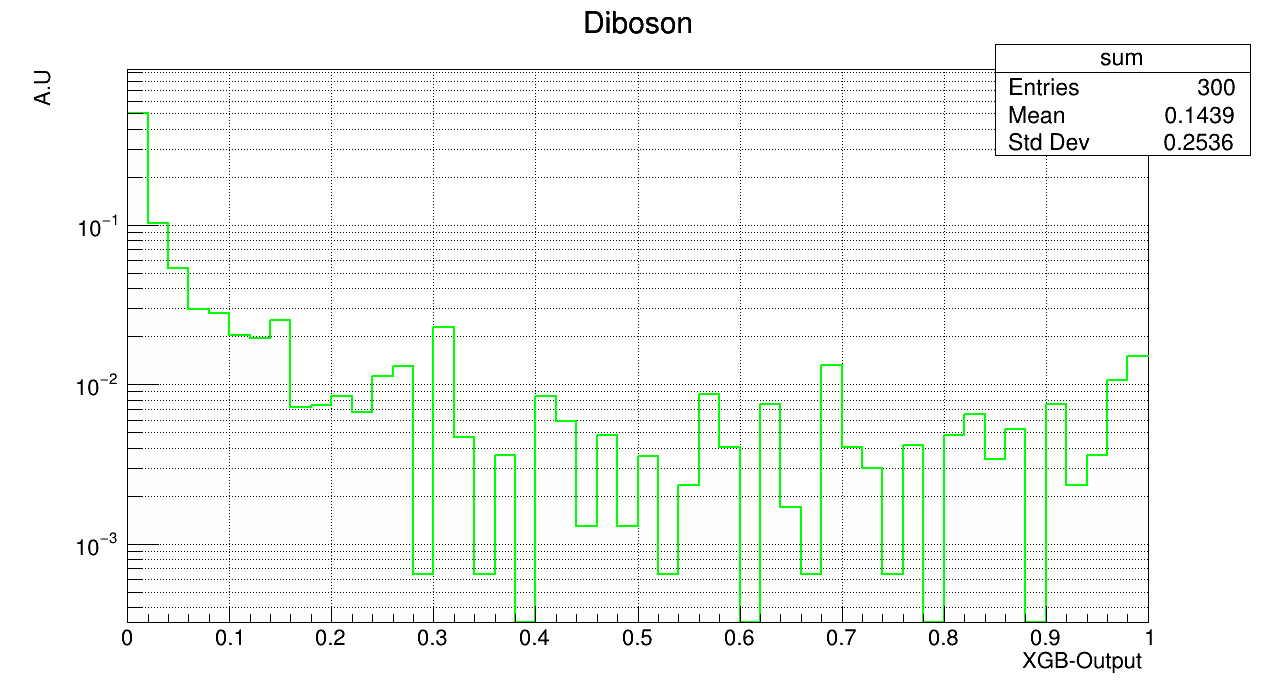 Diboson
sum
Entries 300
Mean 0.1439
Std Dev 0.2536
A.U
10⁻¹
10⁻²
10⁻³
0 0.1 0.2 0.3 0.4 0.5 0.6 0.7 0.8 0.9 1
XGB-Output